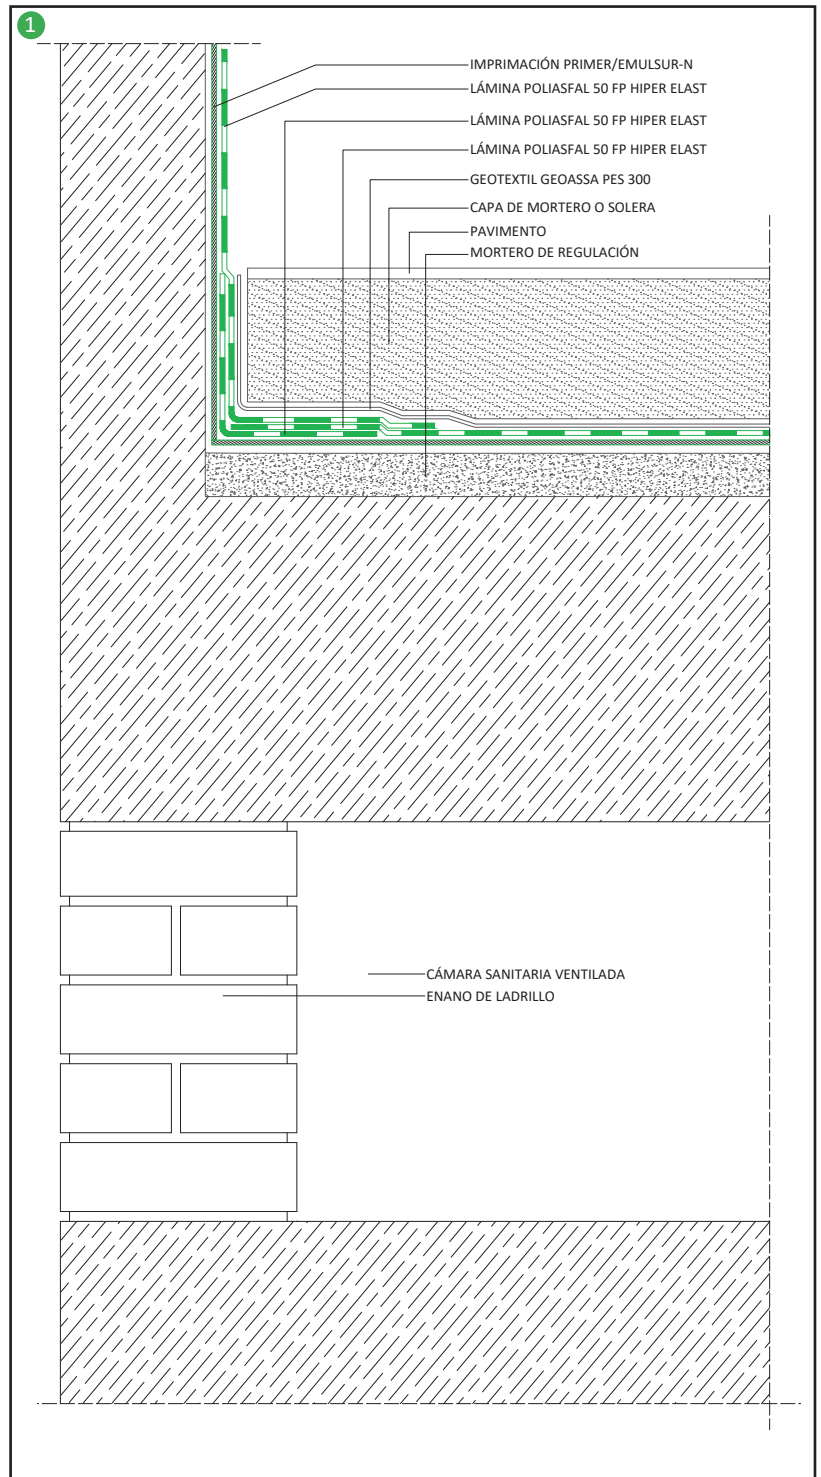 1
IMPRIMACIÓN PRIMER/EMULSUR-N
LÁMINA POLIASFAL 50 FP HIPER ELAST
LÁMINA POLIASFAL 50 FP HIPER ELAST
LÁMINA POLIASFAL 50 FP HIPER ELAST
GEOTEXTIL GEOASSA PES 300
CAPA DE MORTERO O SOLERA
PAVIMENTO
MORTERO DE REGULACIÓN
CÁMARA SANITARIA VENTILADA
ENANO DE LADRILLO